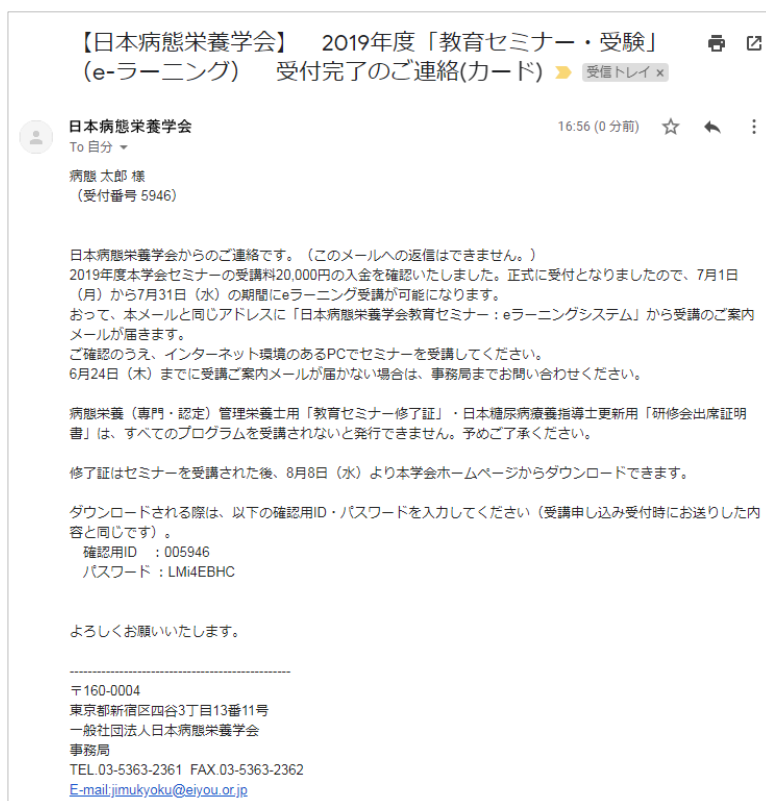 【日本病態栄養学会】　2019年度「教育セミナー・受験」
（e-ラーニング）　受付完了のご連絡(カード)
受信トレイ ×
日本病態栄養学会
16:56 (0 分前)
To 自分
病態 太郎 様
（受付番号 5946）
日本病態栄養学会からのご連絡です。（このメールへの返信はできません。）
2019年度本学会セミナーの受講料20,000円の入金を確認いたしました。正式に受付となりましたので、7月1日
（月）から7月31日（水）の期間にeラーニング受講が可能になります。
おって、本メールと同じアドレスに「日本病態栄養学会教育セミナー：eラーニングシステム」から受講のご案内
メールが届きます。
ご確認のうえ、インターネット環境のあるPCでセミナーを受講してください。
6月24日（木）までに受講ご案内メールが届かない場合は、事務局までお問い合わせください。
病態栄養（専門・認定）管理栄養士用「教育セミナー修了証」・日本糖尿病療養指導士更新用「研修会出席証明
書」は、すべてのプログラムを受講されないと発行できません。予めご了承ください。
修了証はセミナーを受講された後、8月8日（水）より本学会ホームページからダウンロードできます。
ダウンロードされる際は、以下の確認用ID・パスワードを入力してください（受講申し込み受付時にお送りした内
容と同じです）。
確認用ID　：005946
パスワード：LMi4EBHC
よろしくお願いいたします。
--------------------------------------------------
〒160-0004
東京都新宿区四谷3丁目13番11号
一般社団法人日本病態栄養学会
事務局
TEL.03-5363-2361 FAX.03-5363-2362
E-mail:jimukyoku@eiyou.or.jp